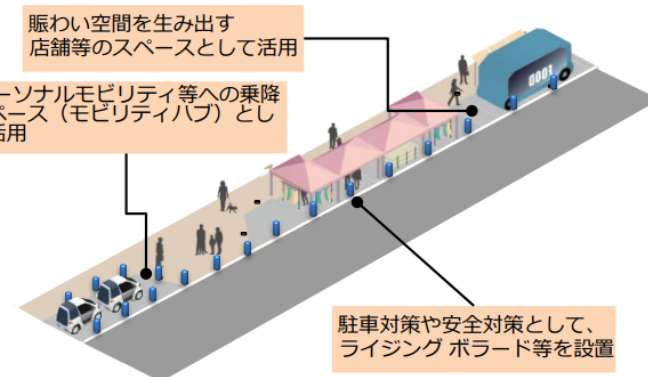 賑わい空間を生み出す
店舗等のスペースとして活用
ーソナルモビリティ等への乗降
ペース（モビリティハブ）とし
活用
0003
駐車対策や安全対策として、
ライジング ボラード等を設置